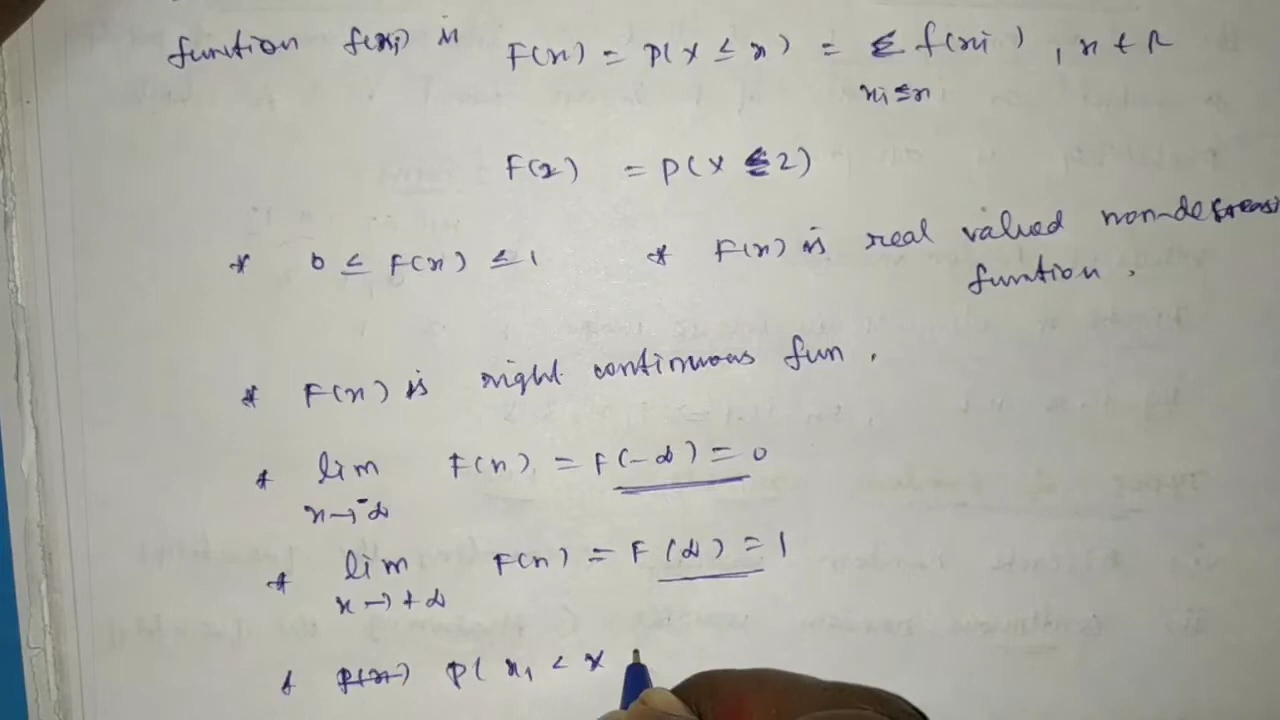 function f(xi) is F(x) = P(X ≤ x) = Σ f(xi), x ∈ R
xi ≤ x
F(2) = P(X ≤ 2)
* 0 ≤ F(x) ≤ 1 * F(x) is real valued non-decreasi
function.
* F(x) is right continuous fun.
* lim F(x) = F(-∞) = 0
x→-∞
* lim F(x) = F(∞) = 1
x→+∞
* P(x) P( x1 < X